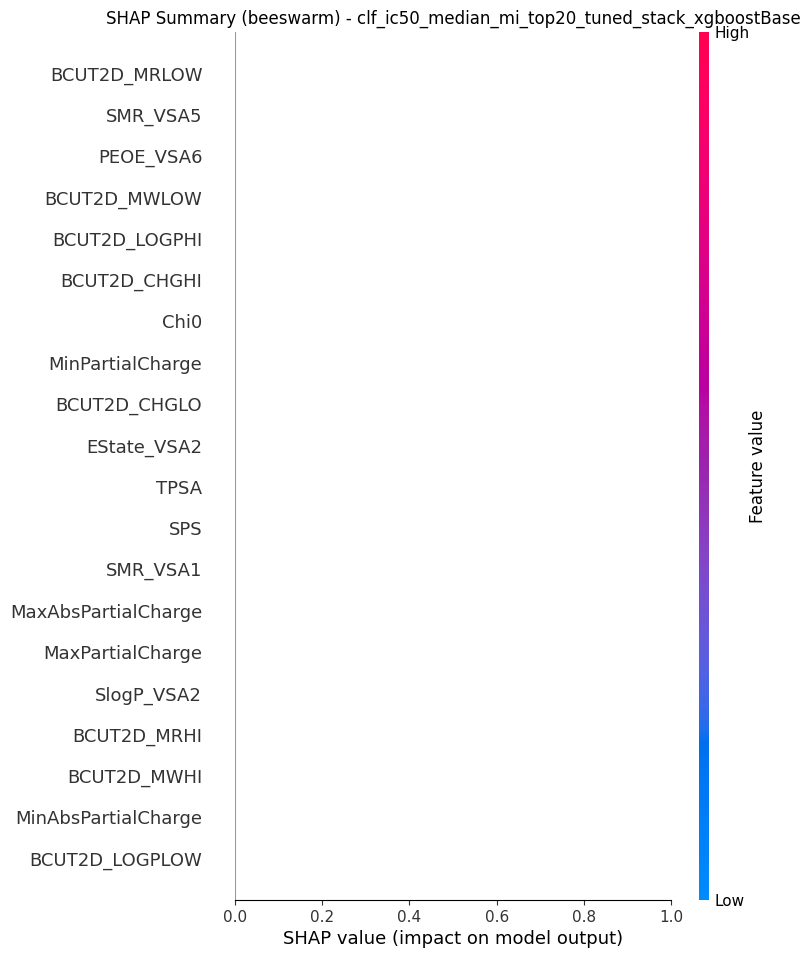 SHAP Summary (beeswarm) - clf_ic50_median_mi_top20_tuned_stack_xgboostBase
High
BCUT2D_MRLOW
SMR_VSA5
PEOE_VSA6
BCUT2D_MWLOW
BCUT2D_LOGPHI
BCUT2D_CHGHI
Chi0
MinPartialCharge
BCUT2D_CHGLO
EState_VSA2
TPSA
SPS
SMR_VSA1
MaxAbsPartialCharge
MaxPartialCharge
SlogP_VSA2
BCUT2D_MRHI
BCUT2D_MWHI
MinAbsPartialCharge
BCUT2D_LOGPLOW
Feature value
Low
0.0 0.2 0.4 0.6 0.8 1.0
SHAP value (impact on model output)